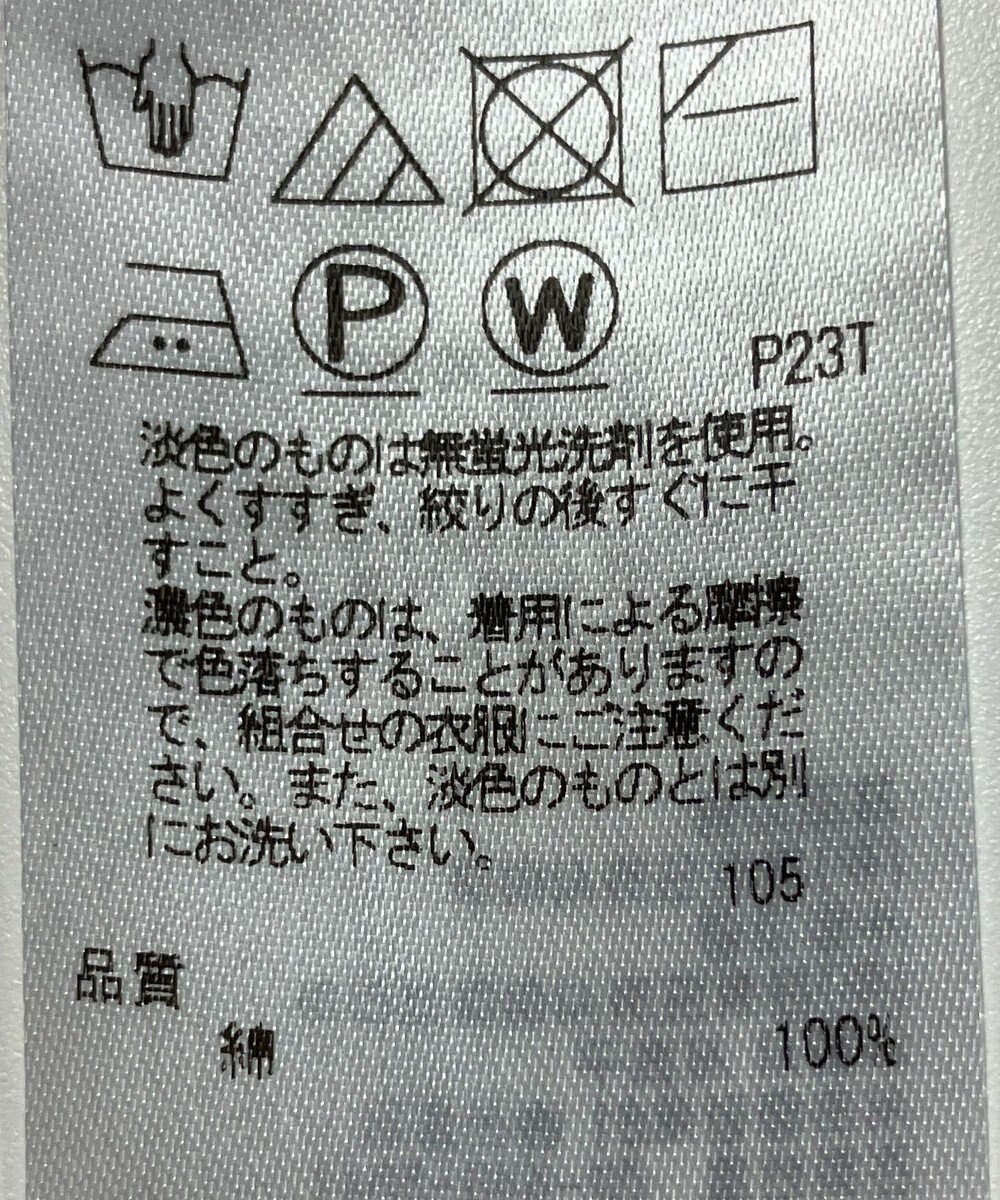 P W
P23T
淡色のものは無蛍光洗剤を使用。
よくすすぎ、絞りの後すぐに干
すこと。
濃色のものは、着用による摩擦
で色落ちすることがありますの
で、組合せの衣服にご注意くだ
さい。また、淡色のものとは別
にお洗い下さい。
105
品質
綿 100%